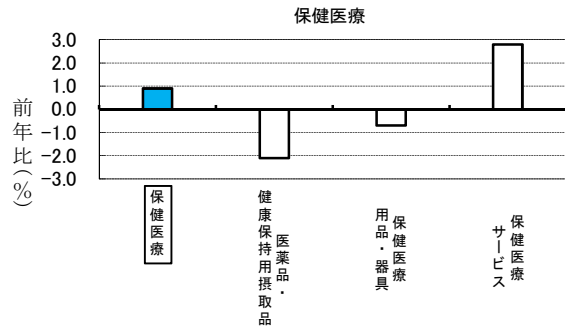 保健医療
3.0
2.0
1.0
0.0
−1.0
−2.0
−3.0
前年比(%)
保健医療
医薬品・
健康保持用摂取品
保健医療
用品・器具
保健医療
サービス